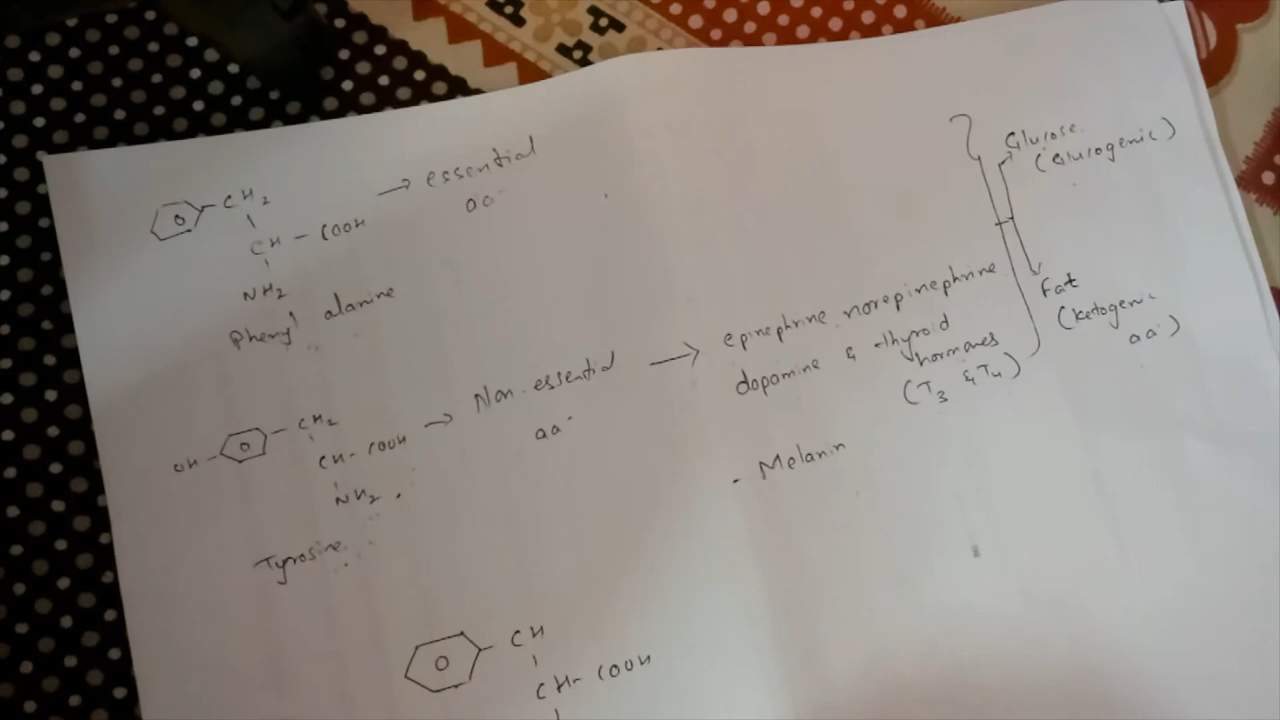 CH2
CH - COOH → essential
aa-
NH2
Phenyl alanine
Glucose
(Glucogenic)
Fat
(Ketogenic
aa)
OH CH2
CH - COOH → Non-essential
aa-
NH2.
Tyrosine
→ epinephrine norepinephrine
dopamine & thyroid
hormones
(T3 & T4)
- Melanin
CH
CH - COOH